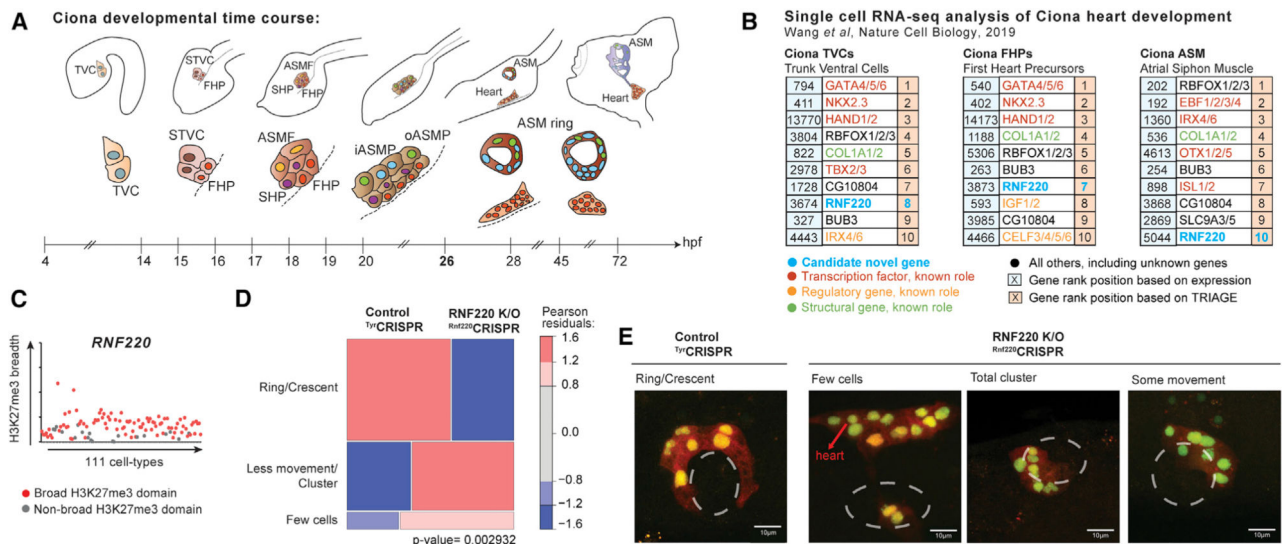 A
Ciona developmental time course:
TVC
STVC
FHP
ASMF
SHP
FHP
ASM
Heart
ASM
Heart
TVC
STVC
FHP
ASMF
SHP
FHP
iASMP
oASMP
ASM ring
hpf
4 14 15 16 17 18 19 20 26 28 45 72
B
Single cell RNA-seq analysis of Ciona heart development
Wang et al, Nature Cell Biology, 2019
Ciona TVCs
Trunk Ventral Cells
794 GATA4/5/6 1
411 NKX2.3 2
13770 HAND1/2 3
3804 RBFOX1/2/3 4
822 COL1A1/2 5
2978 TBX2/3 6
1728 CG10804 7
3674 RNF220 8
327 BUB3 9
4443 IRX4/6 10
Ciona FHPs
First Heart Precursors
540 GATA4/5/6 1
402 NKX2.3 2
14173 HAND1/2 3
1188 COL1A1/2 4
5306 RBFOX1/2/3 5
263 BUB3 6
3873 RNF220 7
593 IGF1/2 8
3985 CG10804 9
4466 CELF3/4/5/6 10
Ciona ASM
Atrial Siphon Muscle
202 RBFOX1/2/3 1
192 EBF1/2/3/4 2
1360 IRX4/6 3
536 COL1A1/2 4
4613 OTX1/2/5 5
254 BUB3 6
898 ISL1/2 7
3868 CG10804 8
2869 SLC9A3/5 9
5044 RNF220 10
Candidate novel gene
Transcription factor, known role
Regulatory gene, known role
Structural gene, known role
All others, including unknown genes
X Gene rank position based on expression
X Gene rank position based on TRIAGE
C
RNF220
H3K27me3 breadth
111 cell-types
Broad H3K27me3 domain
Non-broad H3K27me3 domain
D
Control
TyrCRISPR
RNF220 K/O
Rnf220CRISPR
Pearson
residuals:
1.6
1.2
0.8
0.0
−0.8
−1.2
−1.6
Ring/Crescent
Less movement/
Cluster
Few cells
p-value= 0.002932
E
Control
TyrCRISPR
RNF220 K/O
Rnf220CRISPR
Ring/Crescent
Few cells
Total cluster
Some movement
heart
10µm
10µm
10µm
10µm